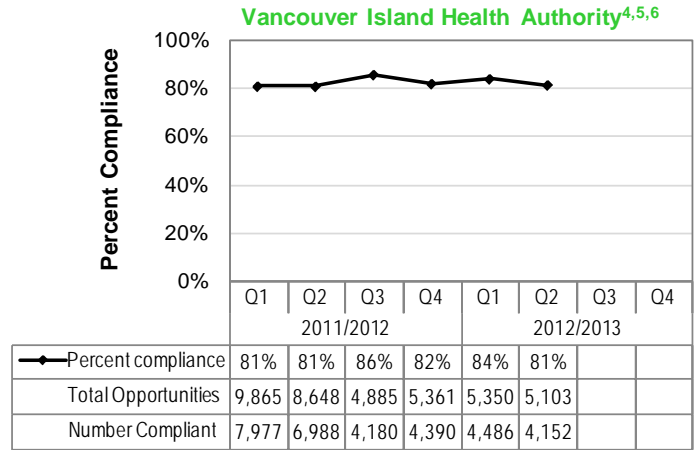 Vancouver Island Health Authority4,5,6
Percent Compliance
100%
80%
60%
40%
20%
0%
Q1 Q2 Q3 Q4 Q1 Q2 Q3 Q4
2011/2012 2012/2013
Percent compliance 81% 81% 86% 82% 84% 81%
Total Opportunities 9,865 8,648 4,885 5,361 5,350 5,103
Number Compliant 7,977 6,988 4,180 4,390 4,486 4,152